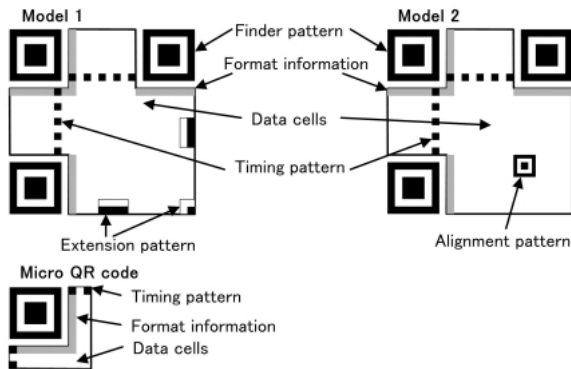 Model 1
Model 2
Finder pattern
Format information
Data cells
Timing pattern
Extension pattern
Alignment pattern
Micro QR code
Timing pattern
Format information
Data cells